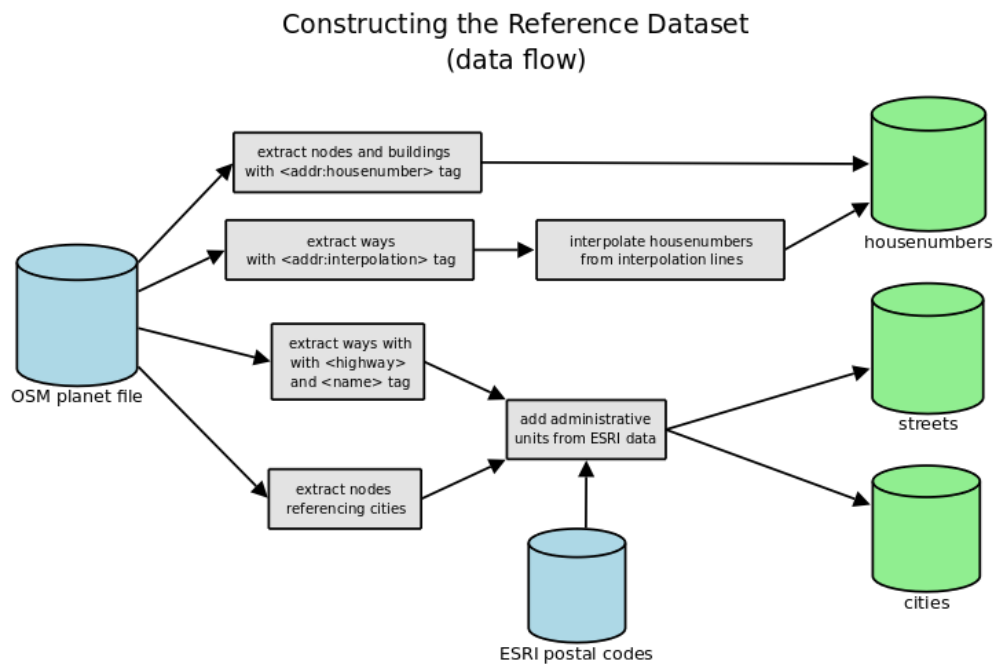 Constructing the Reference Dataset
(data flow)
extract nodes and buildings
with <addr:housenumber> tag
housenumbers
extract ways
with <addr:interpolation> tag
interpolate housenumbers
from interpolation lines
OSM planet file
extract ways with
with <highway>
and <name> tag
add administrative
units from ESRI data
streets
extract nodes
referencing cities
cities
ESRI postal codes